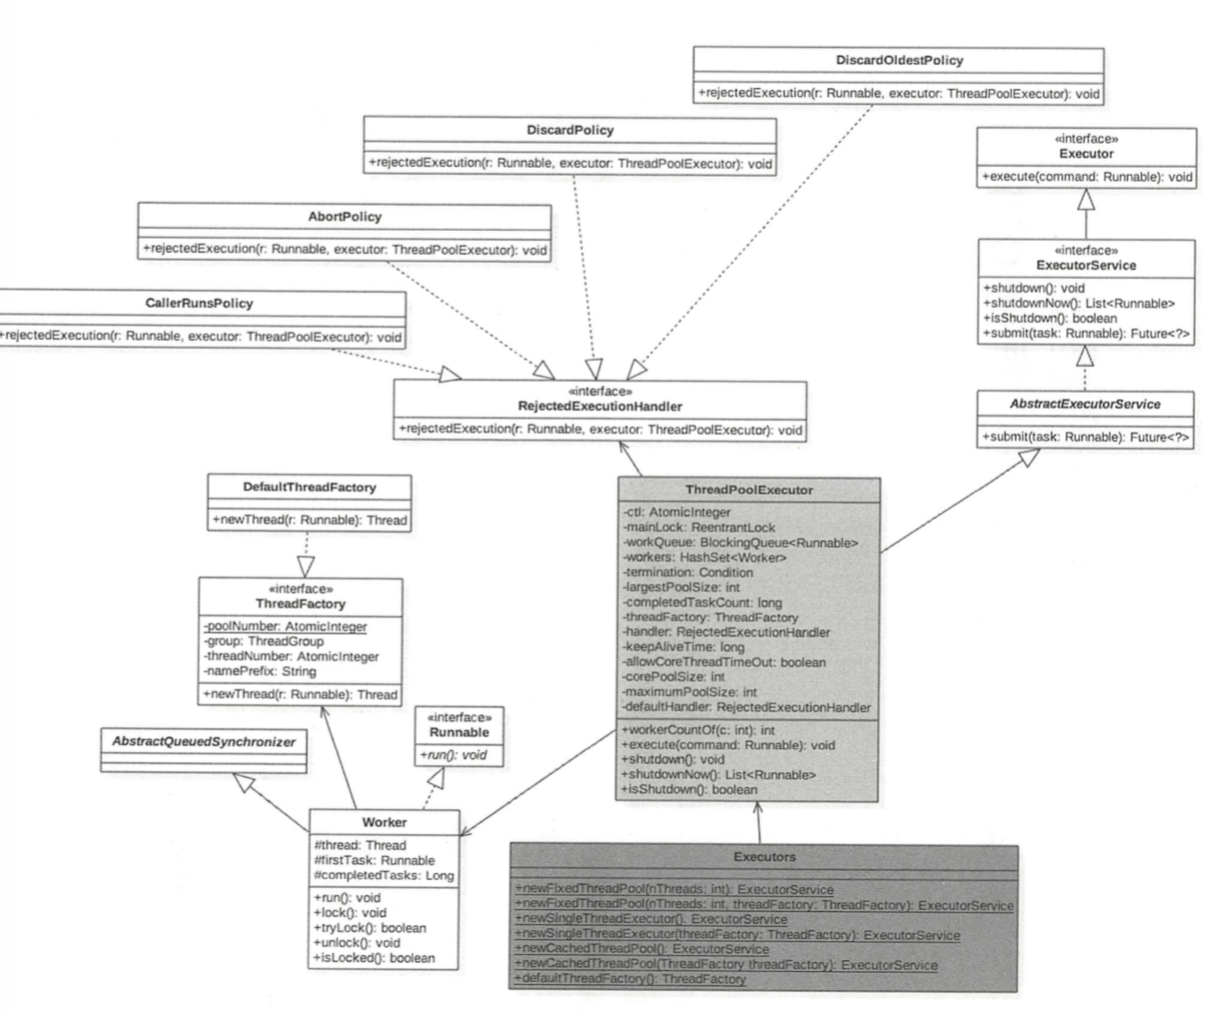 DiscardOldestPolicy
+rejectedExecution(r: Runnable, executor: ThreadPoolExecutor): void
DiscardPolicy
+rejectedExecution(r: Runnable, executor: ThreadPoolExecutor): void
«interface»
Executor
+execute(command: Runnable): void
AbortPolicy
+rejectedExecution(r: Runnable, executor: ThreadPoolExecutor): void
«interface»
ExecutorService
+shutdown(): void
+shutdownNow(): List<Runnable>
+isShutdown(): boolean
+submit(task: Runnable): Future<?>
CallerRunsPolicy
+rejectedExecution(r: Runnable, executor: ThreadPoolExecutor): void
«interface»
RejectedExecutionHandler
+rejectedExecution(r: Runnable, executor: ThreadPoolExecutor): void
AbstractExecutorService
+submit(task: Runnable): Future<?>
DefaultThreadFactory
+newThread(r: Runnable): Thread
ThreadPoolExecutor
-ctl: AtomicInteger
-mainLock: ReentrantLock
-workQueue: BlockingQueue<Runnable>
-workers: HashSet<Worker>
-termination: Condition
-largestPoolSize: int
-completedTaskCount: long
-threadFactory: ThreadFactory
-handler: RejectedExecutionHandler
-keepAliveTime: long
-allowCoreThreadTimeOut: boolean
-corePoolSize: int
-maximumPoolSize: int
-defaultHandler: RejectedExecutionHandler
+workerCountOf(c: int): int
+execute(command: Runnable): void
+shutdown(): void
+shutdownNow(): List<Runnable>
+isShutdown(): boolean
«interface»
ThreadFactory
-poolNumber: AtomicInteger
-group: ThreadGroup
-threadNumber: AtomicInteger
-namePrefix: String
+newThread(r: Runnable): Thread
«interface»
Runnable
+run(): void
AbstractQueuedSynchronizer
Worker
#thread: Thread
#firstTask: Runnable
#completedTasks: Long
+run(): void
+lock(): void
+tryLock(): boolean
+unlock(): void
+isLocked(): boolean
Executors
+newFixedThreadPool(nThreads: int): ExecutorService
+newFixedThreadPool(nThreads: int, threadFactory: ThreadFactory): ExecutorService
+newSingleThreadExecutor(): ExecutorService
+newSingleThreadExecutor(threadFactory: ThreadFactory): ExecutorService
+newCachedThreadPool(): ExecutorService
+newCachedThreadPool(ThreadFactory threadFactory): ExecutorService
+defaultThreadFactory(): ThreadFactory